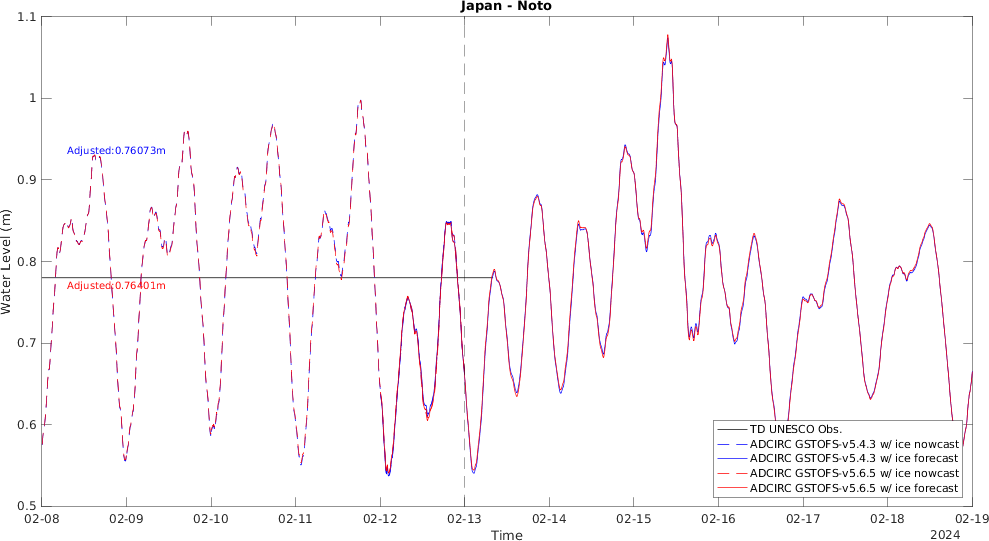 Japan - Noto
Water Level (m)
1.1
1
0.9
0.8
0.7
0.6
0.5
Adjusted:0.76073m
Adjusted:0.76401m
TD UNESCO Obs.
ADCIRC GSTOFS-v5.4.3 w/ ice nowcast
ADCIRC GSTOFS-v5.4.3 w/ ice forecast
ADCIRC GSTOFS-v5.6.5 w/ ice nowcast
ADCIRC GSTOFS-v5.6.5 w/ ice forecast
02-08 02-09 02-10 02-11 02-12 02-13 02-14 02-15 02-16 02-17 02-18 02-19
Time
2024